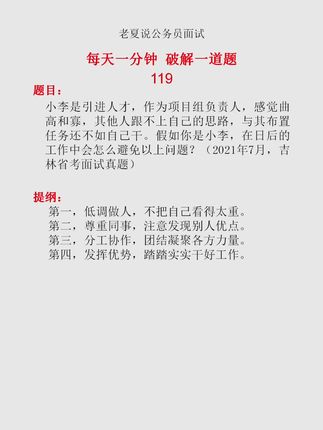 老夏说公务员面试
每天一分钟 破解一道题
119
题目：
小李是引进人才，作为项目组负责人，感觉曲
高和寡，其他人跟不上自己的思路，与其布置
任务还不如自己干。假如你是小李，在日后的
工作中会怎么避免以上问题？（2021年7月，吉
林省考面试真题）
提纲：
第一，低调做人，不把自己看得太重。
第二，尊重同事，注意发现别人优点。
第三，分工协作，团结凝聚各方力量。
第四，发挥优势，踏踏实实干好工作。